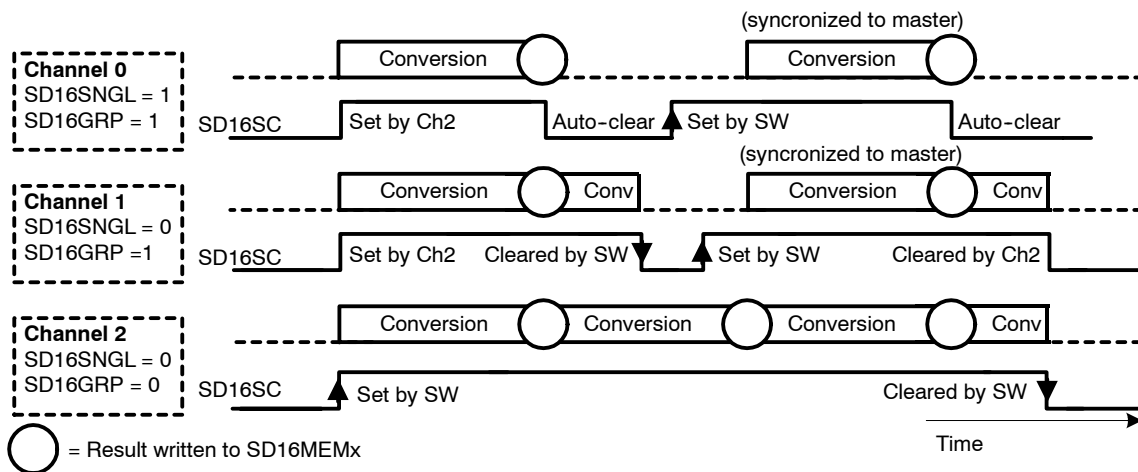 (syncronized to master)
Conversion
Conversion
Channel 0
SD16SNGL = 1
SD16GRP = 1
SD16SC
Set by Ch2
Auto-clear
Set by SW
Auto-clear
(syncronized to master)
Conversion
Conv
Conversion
Conv
Channel 1
SD16SNGL = 0
SD16GRP =1
SD16SC
Set by Ch2
Cleared by SW
Set by SW
Cleared by Ch2
Conversion
Conversion
Conversion
Conv
Channel 2
SD16SNGL = 0
SD16GRP = 0
SD16SC
Set by SW
Cleared by SW
= Result written to SD16MEMx
Time